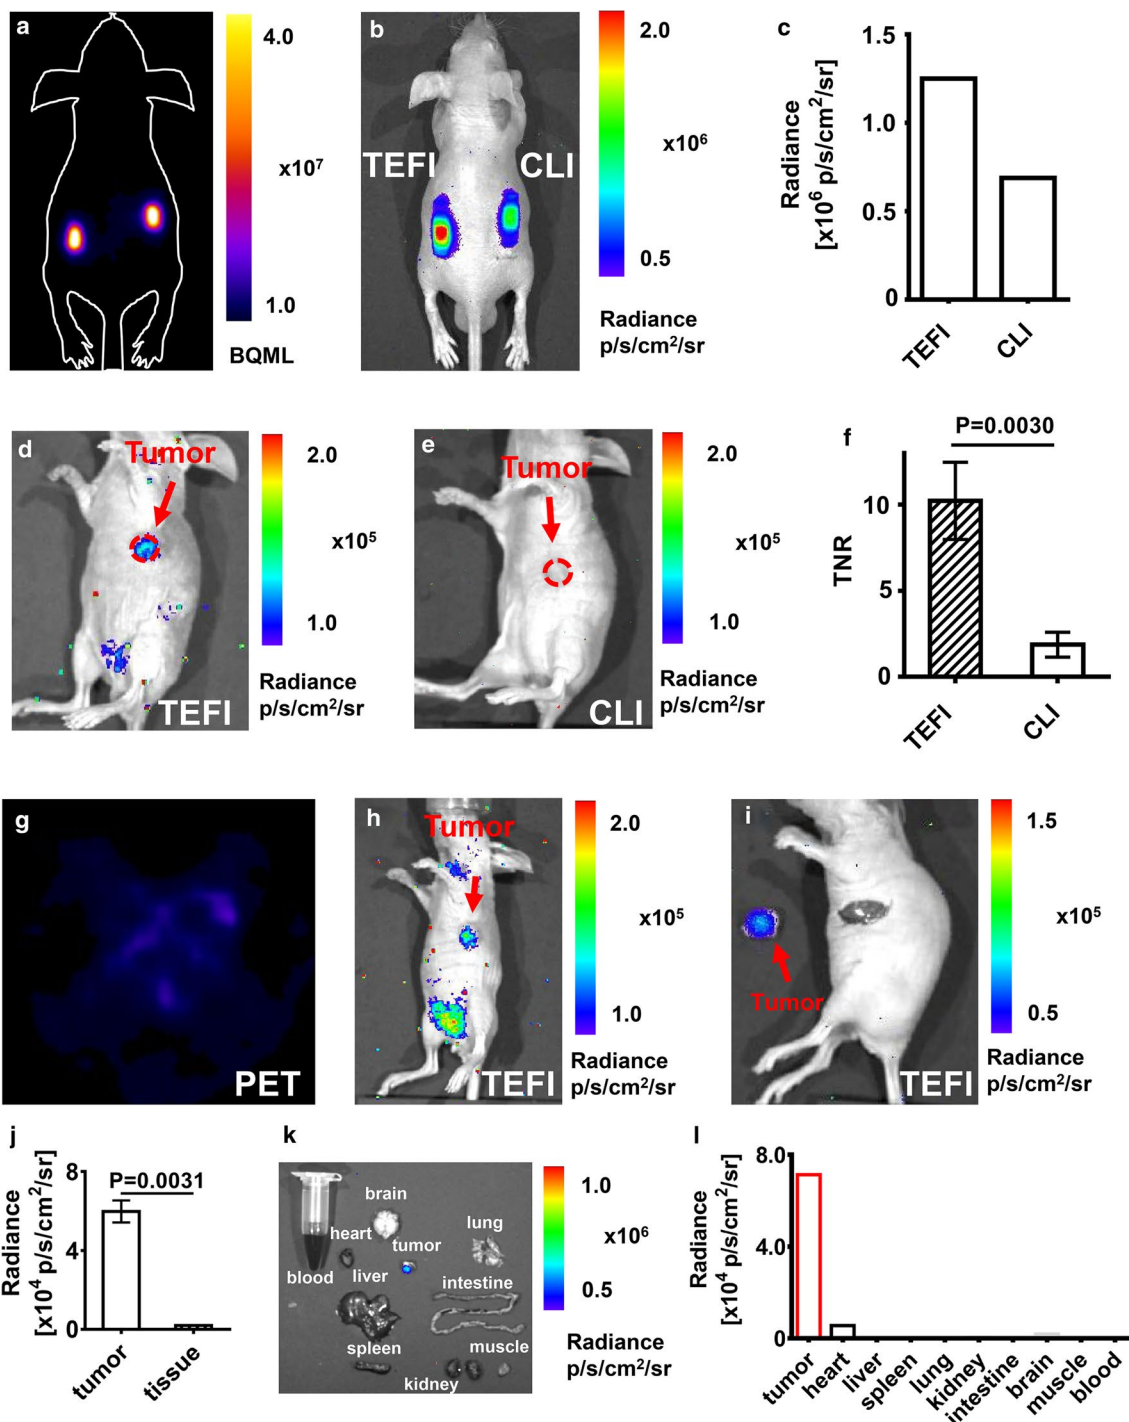 a
4.0
x10⁷
1.0
BQML
b
TEFI
CLI
2.0
x10⁶
0.5
Radiance
p/s/cm²/sr
c
Radiance
[x10⁶ p/s/cm²/sr]
1.5
1.0
0.5
0
TEFI
CLI
d
Tumor
TEFI
2.0
x10⁵
1.0
Radiance
p/s/cm²/sr
e
Tumor
CLI
2.0
x10⁵
1.0
Radiance
p/s/cm²/sr
f
P=0.0030
TNR
10
5
0
TEFI
CLI
g
PET
h
Tumor
TEFI
2.0
x10⁵
1.0
Radiance
p/s/cm²/sr
i
Tumor
TEFI
1.5
x10⁵
0.5
Radiance
p/s/cm²/sr
j
Radiance
[x10⁴ p/s/cm²/sr]
8
4
0
P=0.0031
tumor
tissue
k
brain
heart
lung
tumor
blood
liver
intestine
spleen
muscle
kidney
1.0
x10⁶
0.5
Radiance
p/s/cm²/sr
l
Radiance
[x10⁴ p/s/cm²/sr]
8.0
4.0
0
tumor
heart
liver
spleen
lung
kidney
intestine
brain
muscle
blood